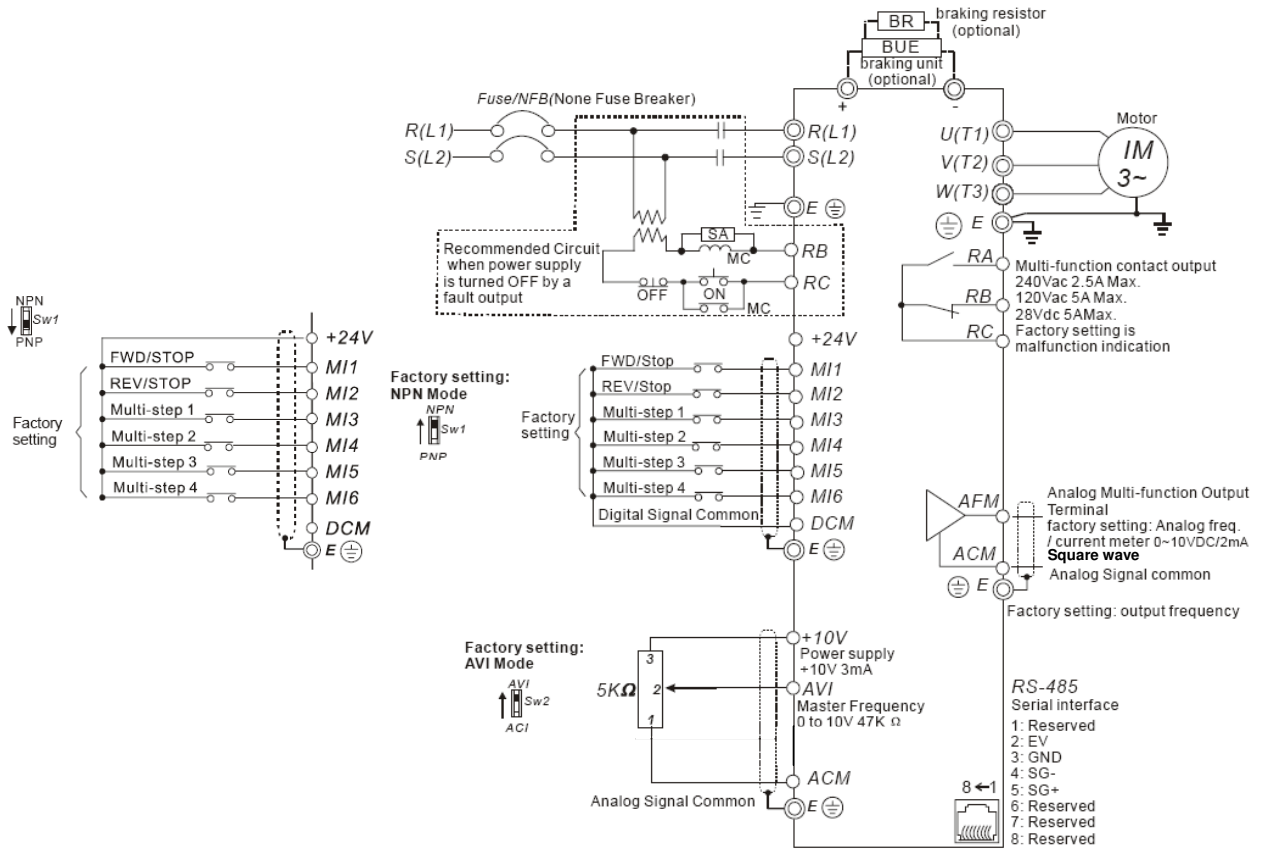 BR
braking resistor
(optional)
BUE
braking unit
(optional)
+
-
Fuse/NFB(None Fuse Breaker)
R(L1)
S(L2)
R(L1)
S(L2)
E
Recommended Circuit
when power supply
is turned OFF by a
fault output
SA
MC
OFF
ON
MC
RB
RC
U(T1)
V(T2)
W(T3)
E
Motor
IM
3~
RA
RB
RC
Multi-function contact output
240Vac 2.5A Max.
120Vac 5A Max.
28Vdc 5AMax.
Factory setting is
malfunction indication
NPN
Sw1
PNP
Factory
setting
FWD/STOP
REV/STOP
Multi-step 1
Multi-step 2
Multi-step 3
Multi-step 4
+24V
MI1
MI2
MI3
MI4
MI5
MI6
DCM
E
Factory setting:
NPN Mode
NPN
Sw1
PNP
Factory
setting
FWD/Stop
REV/Stop
Multi-step 1
Multi-step 2
Multi-step 3
Multi-step 4
Digital Signal Common
+24V
MI1
MI2
MI3
MI4
MI5
MI6
DCM
E
AFM
ACM
E
Analog Multi-function Output
Terminal
factory setting: Analog freq.
/ current meter 0~10VDC/2mA
Square wave
Analog Signal common
Factory setting: output frequency
Factory setting:
AVI Mode
AVI
Sw2
ACI
5KΩ
3
2
1
+10V
Power supply
+10V 3mA
AVI
Master Frequency
0 to 10V 47K Ω
ACM
Analog Signal Common
E
RS-485
Serial interface
1: Reserved
2: EV
3: GND
4: SG-
5: SG+
6: Reserved
7: Reserved
8: Reserved
8←1